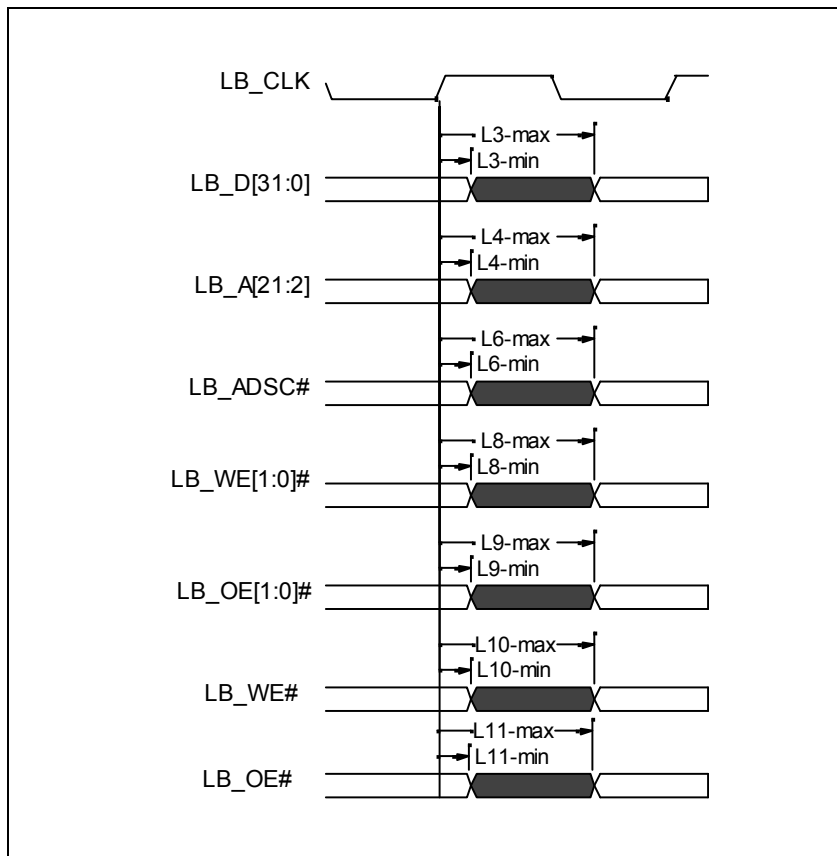 LB_CLK
L3-max
L3-min
LB_D[31:0]
L4-max
L4-min
LB_A[21:2]
L6-max
L6-min
LB_ADSC#
L8-max
L8-min
LB_WE[1:0]#
L9-max
L9-min
LB_OE[1:0]#
L10-max
L10-min
LB_WE#
L11-max
L11-min
LB_OE#